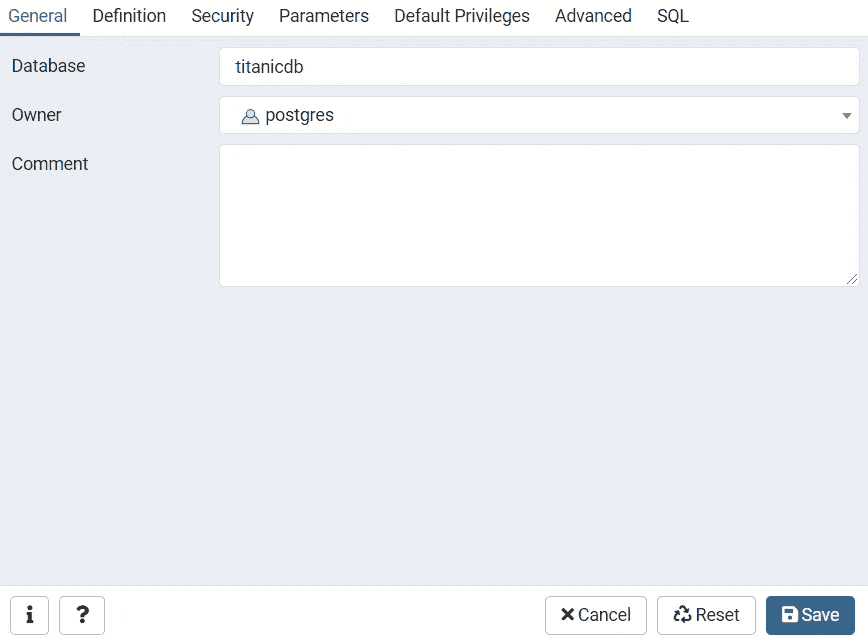 General Definition Security Parameters Default Privileges Advanced SQL
Database titanicdb
Owner postgres
Comment
i ? Cancel Reset Save